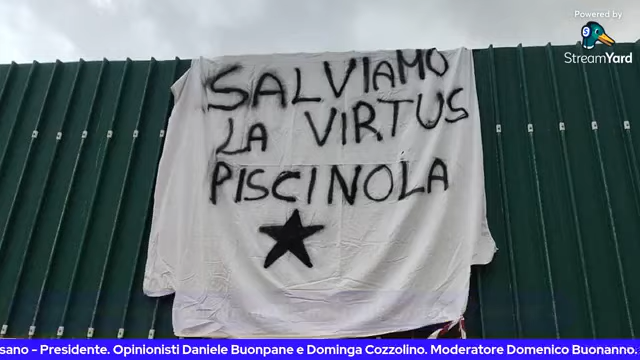 Powered by
StreamYard
SALVIAMO
LA VIRTUS
PISCINOLA
sano - Presidente. Opinionisti Daniele Buonpane e Dominga Cozzolino. Moderatore Domenico Buonanno